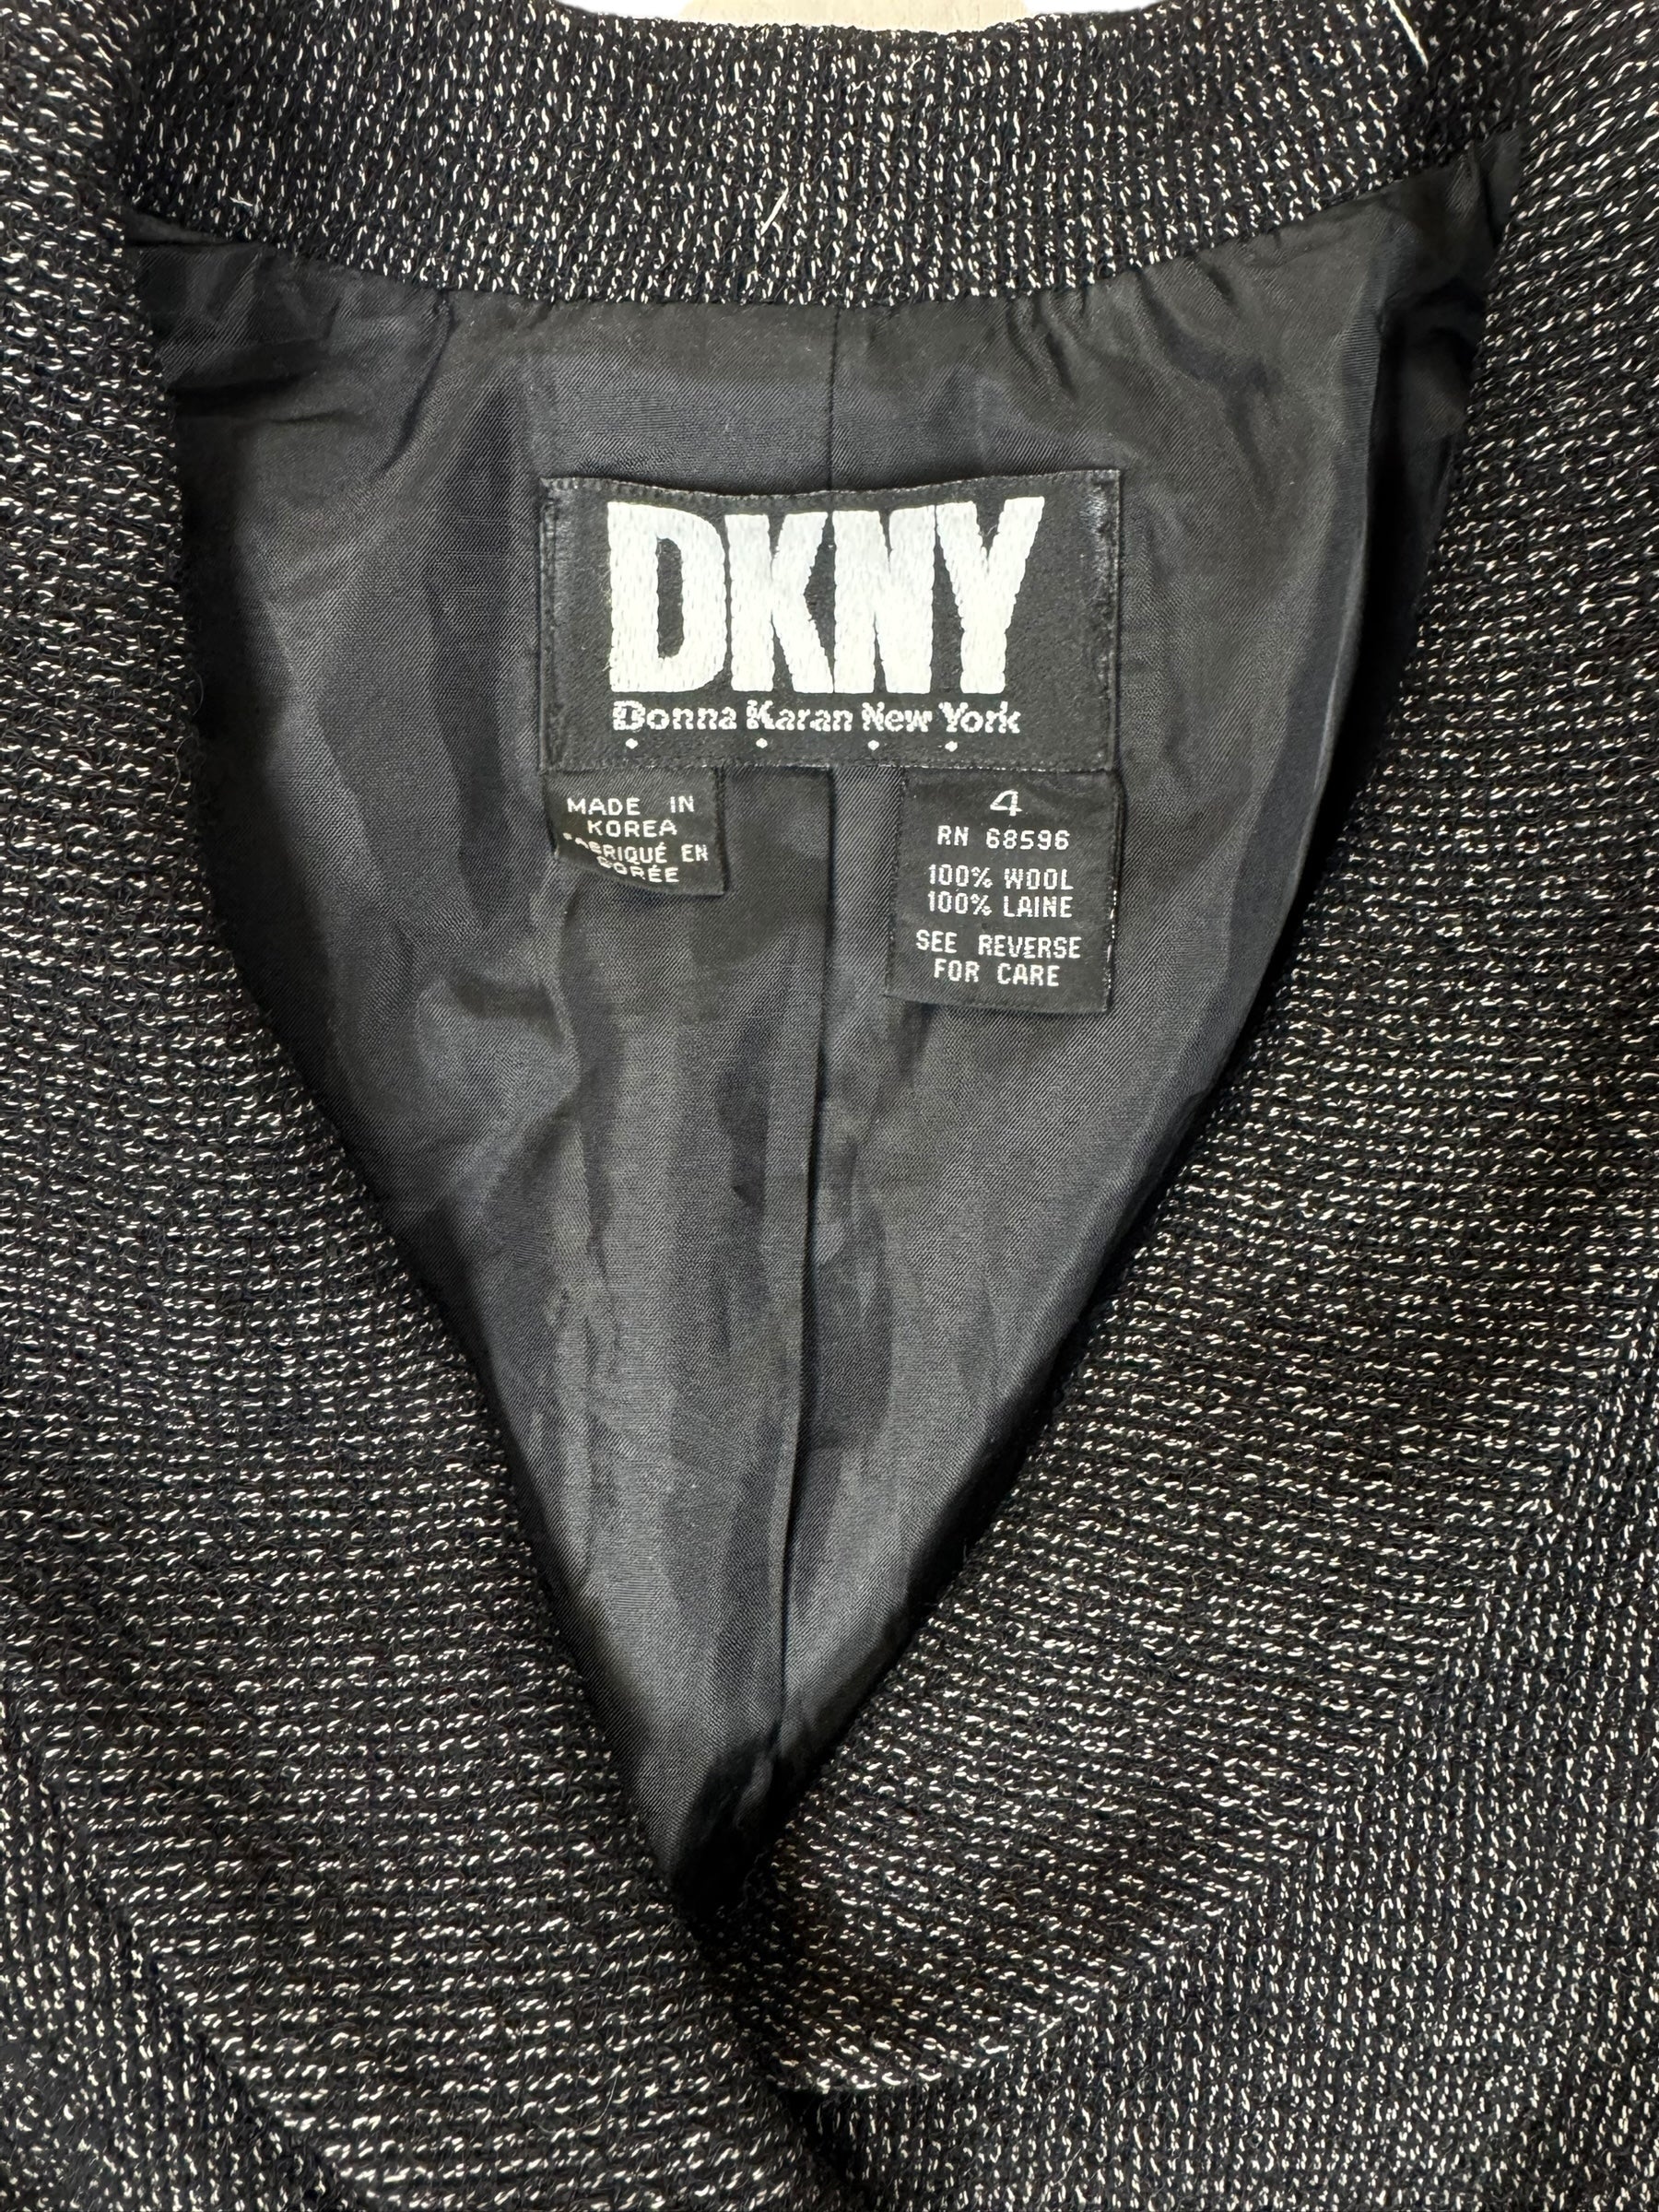 DKNY
Donna Karan New York
MADE IN
KOREA
EN
4
RN 68596
100% WOOL
100% LAINE
SEE REVERSE
FOR CARE